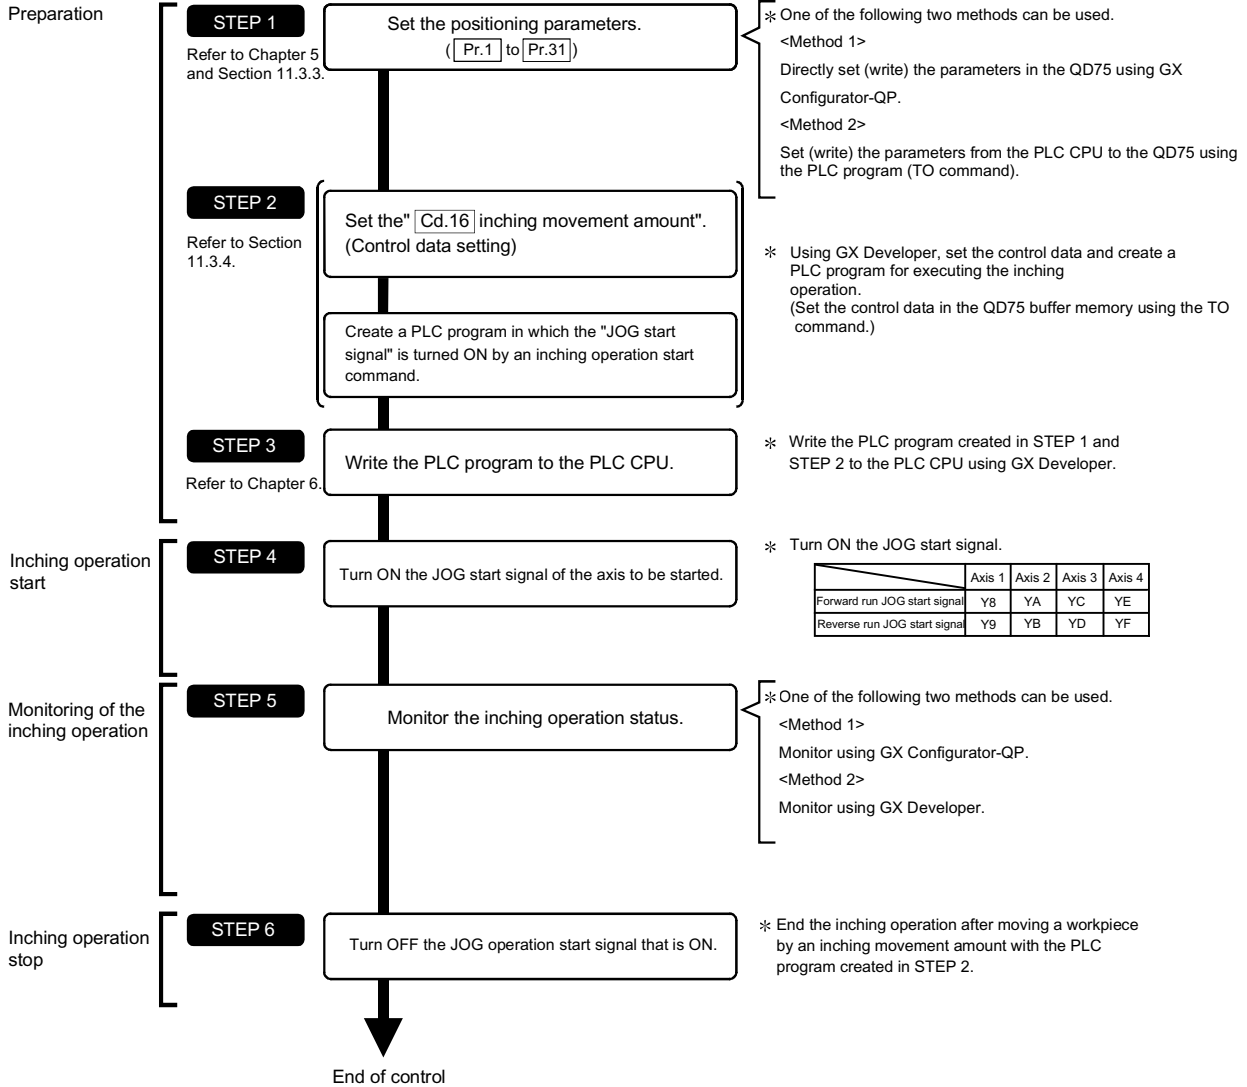 Preparation
STEP 1
Refer to Chapter 5
and Section 11.3.3.
Set the positioning parameters.
( Pr.1 to Pr.31 )
* One of the following two methods can be used.
<Method 1>
Directly set (write) the parameters in the QD75 using GX
Configurator-QP.
<Method 2>
Set (write) the parameters from the PLC CPU to the QD75 using
the PLC program (TO command).
STEP 2
Refer to Section
11.3.4.
Set the" Cd.16 inching movement amount".
(Control data setting)
Create a PLC program in which the "JOG start
signal" is turned ON by an inching operation start
command.
* Using GX Developer, set the control data and create a
PLC program for executing the inching
operation.
(Set the control data in the QD75 buffer memory using the TO
command.)
STEP 3
Refer to Chapter 6.
Write the PLC program to the PLC CPU.
* Write the PLC program created in STEP 1 and
STEP 2 to the PLC CPU using GX Developer.
Inching operation
start
STEP 4
Turn ON the JOG start signal of the axis to be started.
* Turn ON the JOG start signal.
Axis 1 Axis 2 Axis 3 Axis 4
Forward run JOG start signal Y8 YA YC YE
Reverse run JOG start signal Y9 YB YD YF
Monitoring of the
inching operation
STEP 5
Monitor the inching operation status.
* One of the following two methods can be used.
<Method 1>
Monitor using GX Configurator-QP.
<Method 2>
Monitor using GX Developer.
Inching operation
stop
STEP 6
Turn OFF the JOG operation start signal that is ON.
* End the inching operation after moving a workpiece
by an inching movement amount with the PLC
program created in STEP 2.
End of control